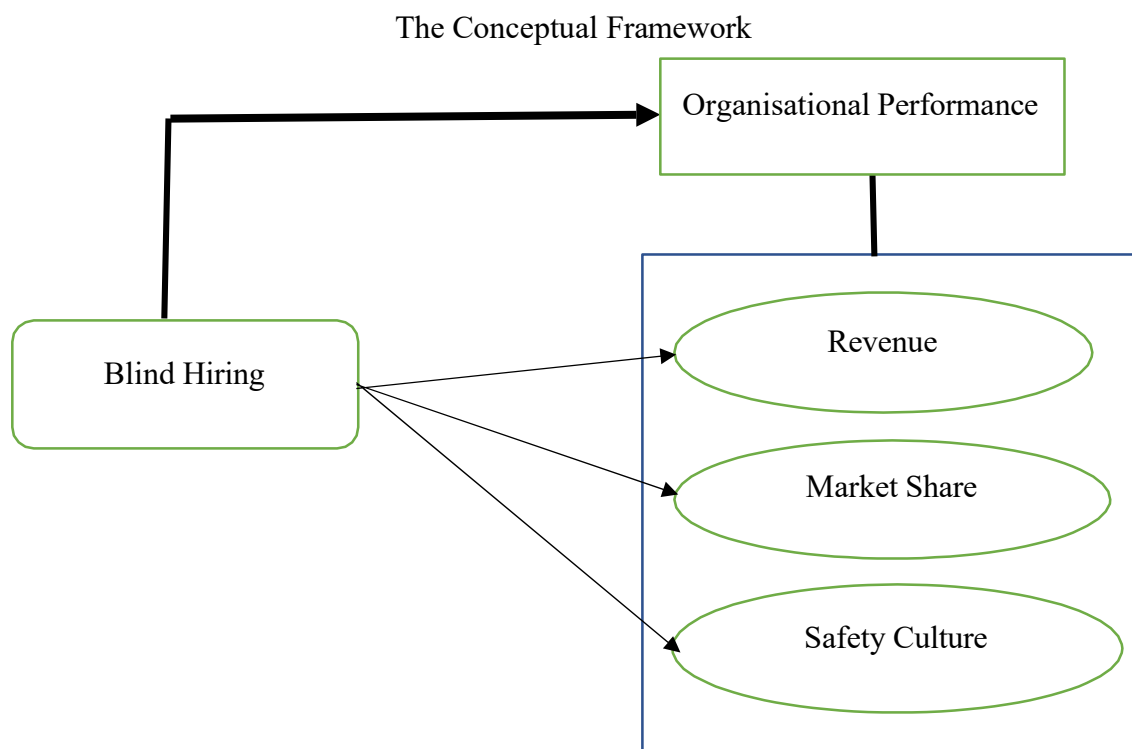 The Conceptual Framework
Organisational Performance
Blind Hiring
Revenue
Market Share
Safety Culture